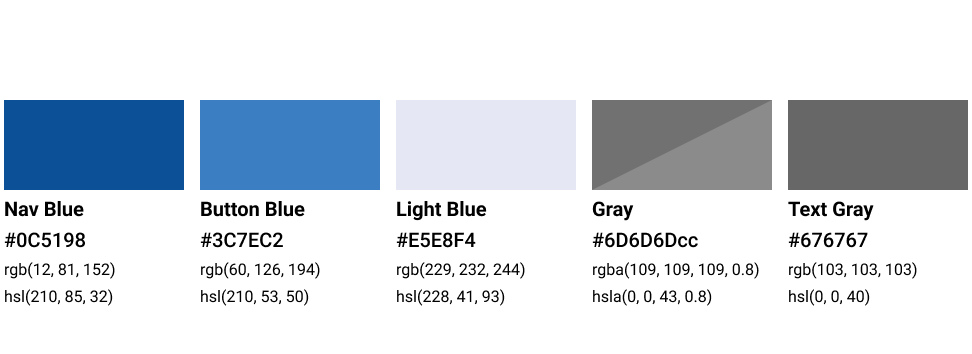 Nav Blue
#0C5198
rgb(12, 81, 152)
hsl(210, 85, 32)
Button Blue
#3C7EC2
rgb(60, 126, 194)
hsl(210, 53, 50)
Light Blue
#E5E8F4
rgb(229, 232, 244)
hsl(228, 41, 93)
Gray
#6D6D6Dcc
rgba(109, 109, 109, 0.8)
hsla(0, 0, 43, 0.8)
Text Gray
#676767
rgb(103, 103, 103)
hsl(0, 0, 40)